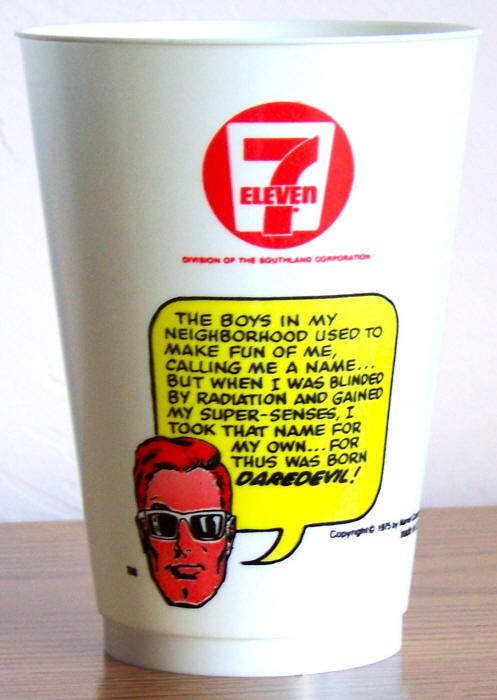 7
ELEVEn
DIVISION OF THE SOUTHLAND CORPORATION
THE BOYS IN MY
NEIGHBORHOOD USED TO
MAKE FUN OF ME,
CALLING ME A NAME...
BUT WHEN I WAS BLINDED
BY RADIATION AND GAINED
MY SUPER-SENSES, I
TOOK THAT NAME FOR
MY OWN...FOR
THUS WAS BORN
DAREDEVIL!
Copyright © 1975 by Marvel
made